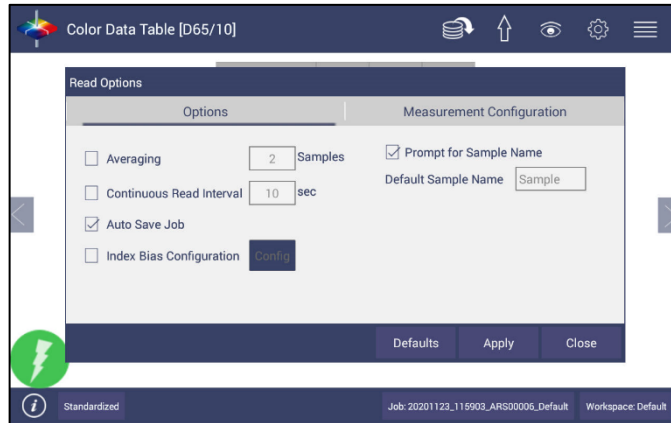 Color Data Table [D65/10]
Read Options
Options
Measurement Configuration
Averaging 2 Samples
Continuous Read Interval 10 sec
Auto Save Job
Index Bias Configuration Config
Prompt for Sample Name
Default Sample Name Sample
Defaults Apply Close
i Standardized Job: 20201123_115903_ARS00006_Default Workspace: Default